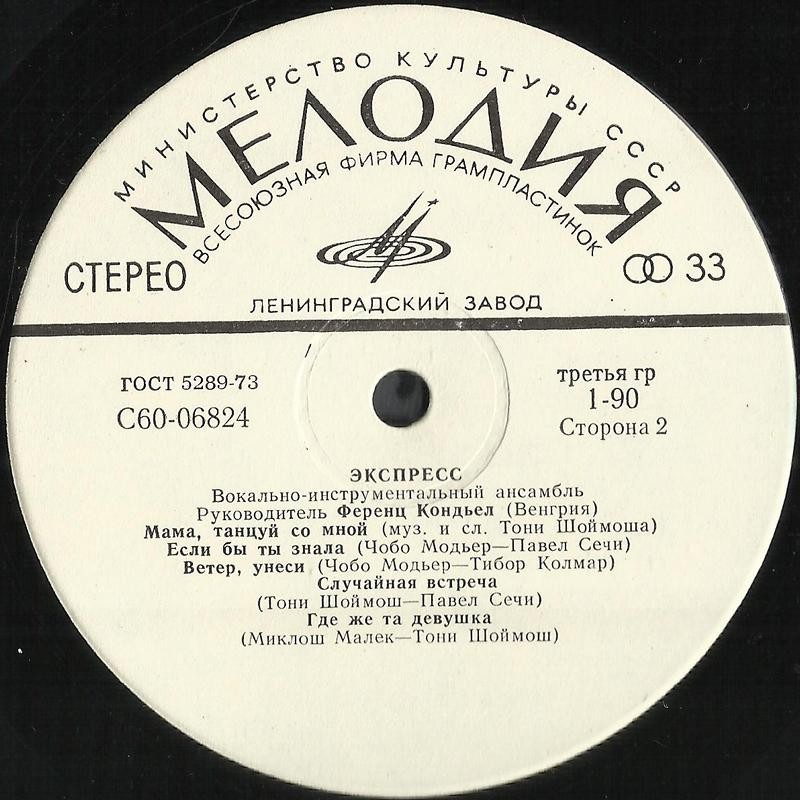 МИНИСТЕРСТВО КУЛЬТУРЫ СССР
МЕЛОДИЯ
ВСЕСОЮЗНАЯ ФИРМА ГРАМПЛАСТИНОК
СТЕРЕО
33
ЛЕНИНГРАДСКИЙ ЗАВОД
ГОСТ 5289-73
С60-06824
третья гр
1-90
Сторона 2
ЭКСПРЕСС
Вокально-инструментальный ансамбль
Руководитель Ференц Кондьел (Венгрия)
Мама, танцуй со мной (муз. и сл. Тони Шоймоша)
Если бы ты знала (Чобо Модьер—Павел Сечи)
Ветер, унеси (Чобо Модьер—Тибор Колмар)
Случайная встреча
(Тони Шоймош—Павел Сечи)
Где же та девушка
(Миклош Малек—Тони Шоймош)